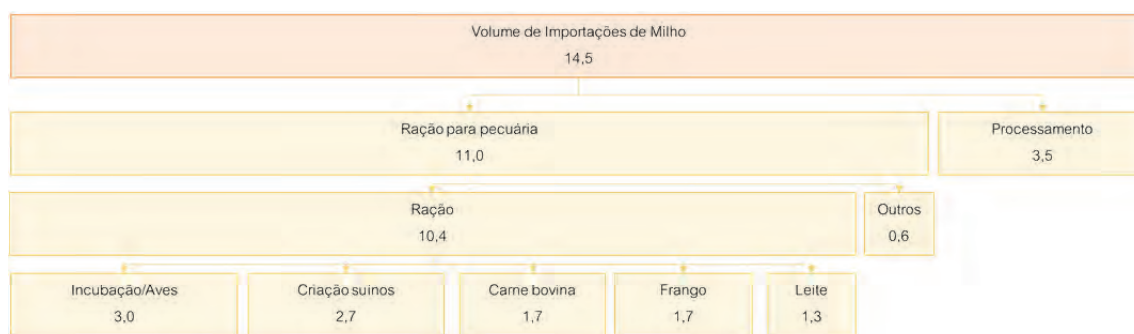 Volume de Importações de Milho
14,5
Ração para pecuária
11,0
Processamento
3,5
Ração
10,4
Outros
0,6
Incubação/Aves
3,0
Criação suinos
2,7
Carne bovina
1,7
Frango
1,7
Leite
1,3